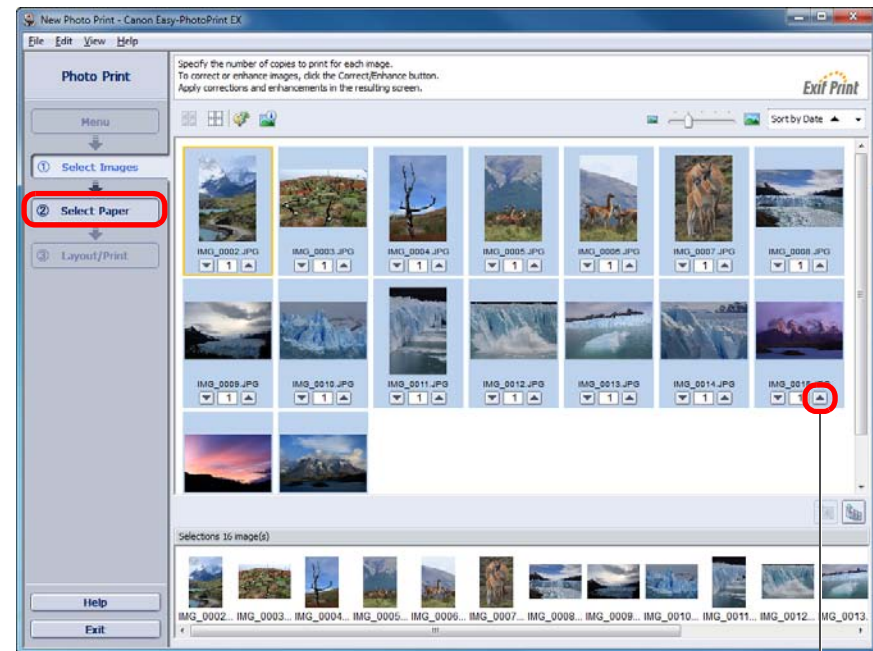 New Photo Print - Canon Easy-PhotoPrint EX
File Edit View Help
Photo Print
Specify the number of copies to print for each image.
To correct or enhance images, click the Correct/Enhance button.
Apply corrections and enhancements in the resulting screen.
Exif Print
Menu
Sort by Date
① Select Images
② Select Paper
③ Layout/Print
IMG_0002.JPG IMG_0003.JPG IMG_0004.JPG IMG_0005.JPG IMG_0006.JPG IMG_0007.JPG IMG_0008.JPG
1 1 1 1 1 1 1
IMG_0009.JPG IMG_0010.JPG IMG_0011.JPG IMG_0012.JPG IMG_0013.JPG IMG_0014.JPG IMG_0015.JPG
1 1 1 1 1 1 1
Selections 16 image(s)
IMG_0002... IMG_0003... IMG_0004... IMG_0005... IMG_0006... IMG_0007... IMG_0008... IMG_0009... IMG_0010... IMG_0011... IMG_0012... IMG_0013.
Help
Exit